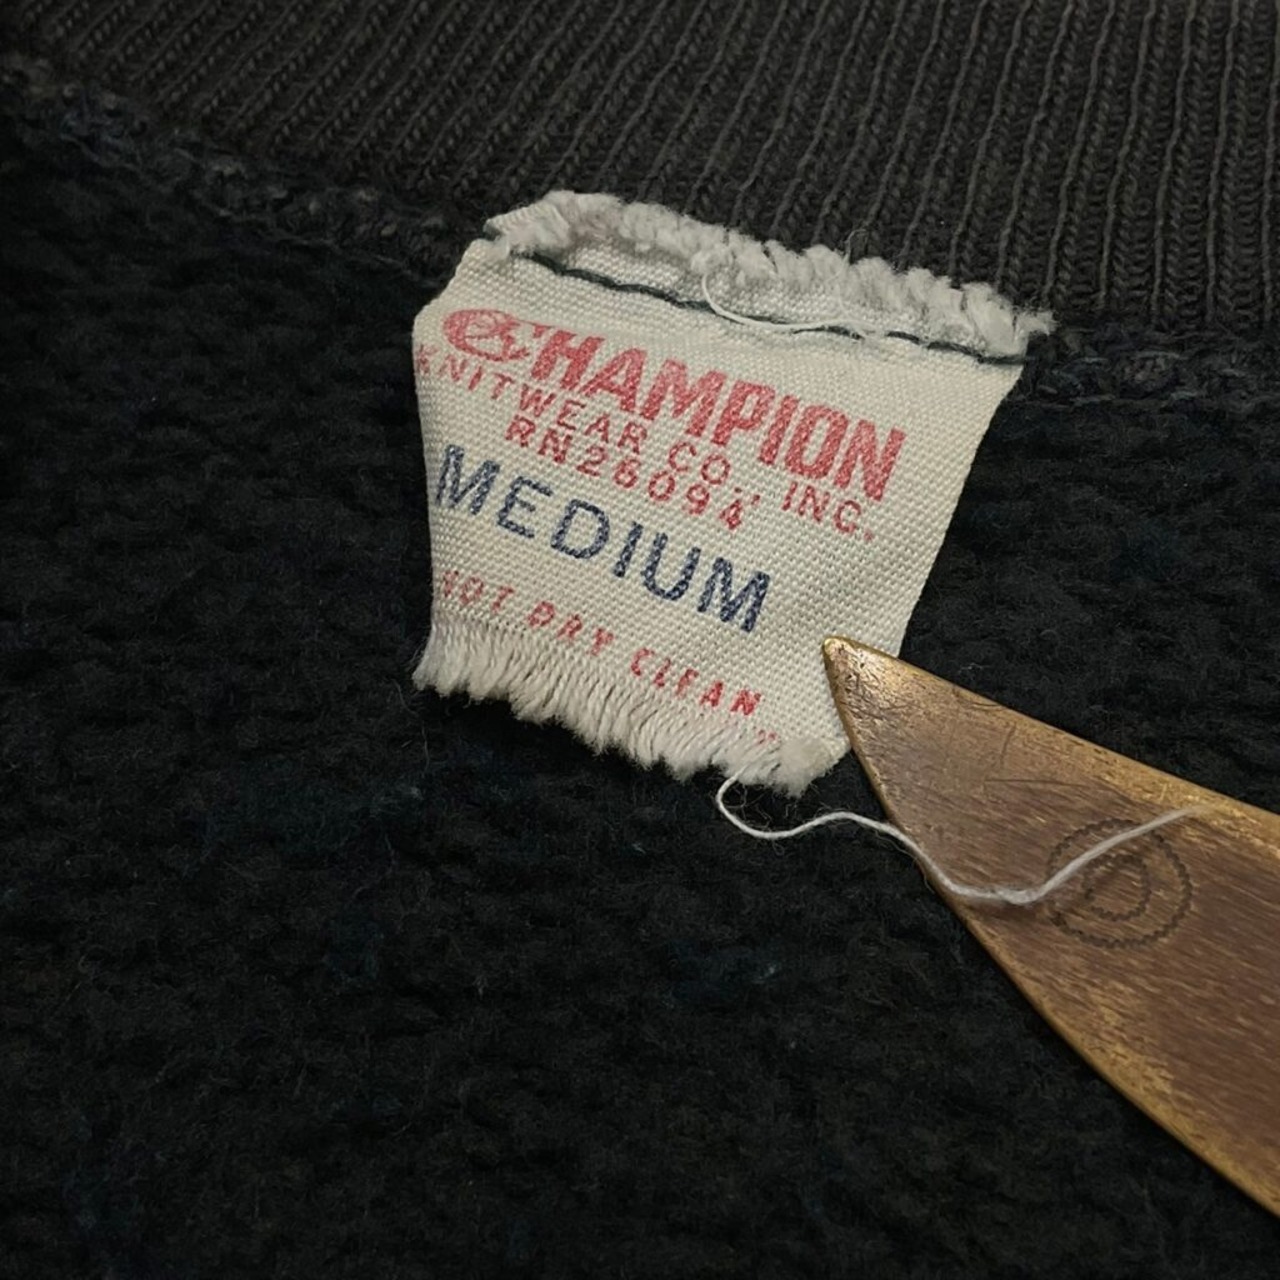 CHAMPION
KNITWEAR CO., INC.
RN26094
MEDIUM
NOT DRY CLEAN